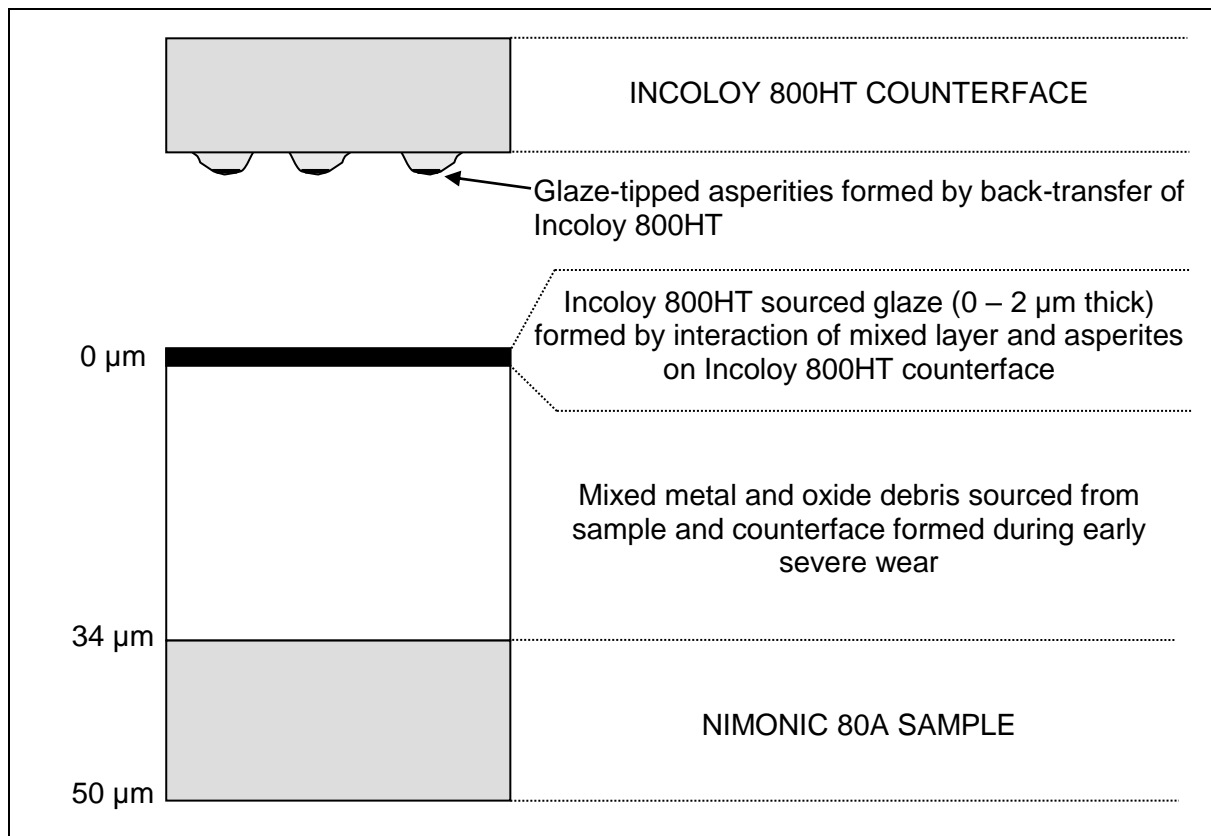 INCOLOY 800HT COUNTERFACE
Glaze-tipped asperities formed by back-transfer of
Incoloy 800HT
Incoloy 800HT sourced glaze (0 – 2 µm thick)
formed by interaction of mixed layer and asperites
on Incoloy 800HT counterface
0 µm
Mixed metal and oxide debris sourced from
sample and counterface formed during early
severe wear
34 µm
NIMONIC 80A SAMPLE
50 µm